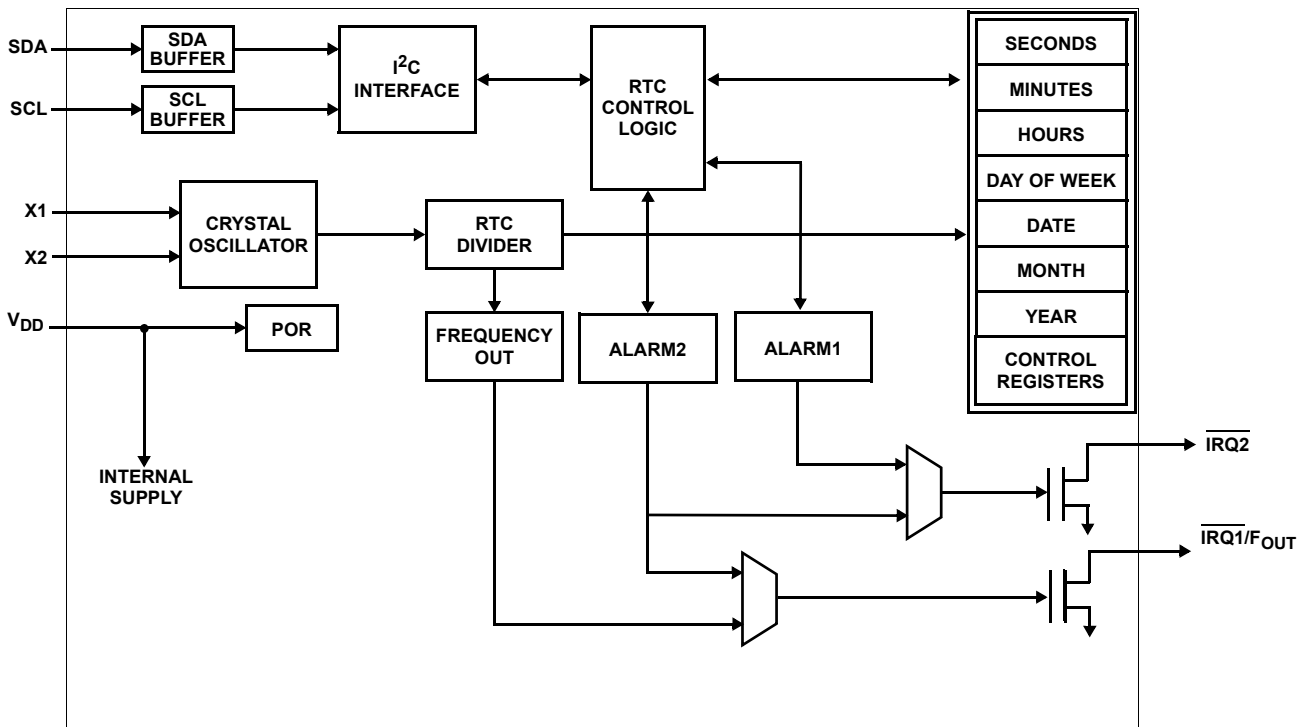 SDA
SDA
BUFFER
SCL
SCL
BUFFER
I²C
INTERFACE
RTC
CONTROL
LOGIC
SECONDS
MINUTES
HOURS
DAY OF WEEK
DATE
MONTH
YEAR
CONTROL
REGISTERS
X1
X2
CRYSTAL
OSCILLATOR
RTC
DIVIDER
VDD
POR
FREQUENCY
OUT
ALARM2
ALARM1
INTERNAL
SUPPLY
IRQ2
IRQ1/FOUT